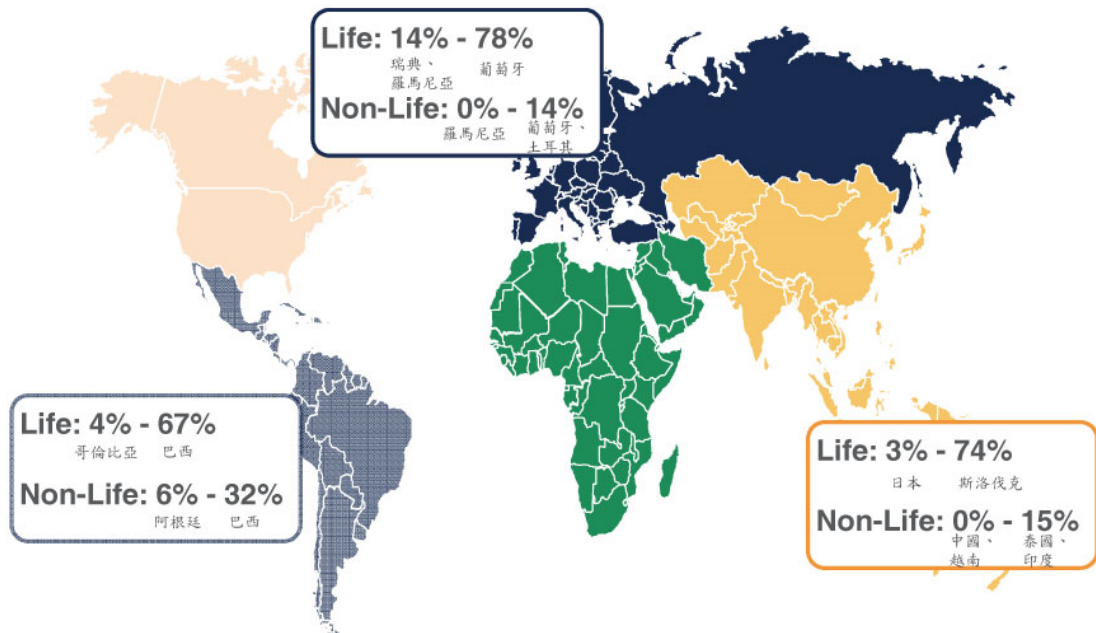 Life: 14% - 78%
瑞典、 葡萄牙
羅馬尼亞
Non-Life: 0% - 14%
羅馬尼亞 葡萄牙、
土耳其
Life: 4% - 67%
哥倫比亞 巴西
Non-Life: 6% - 32%
阿根廷 巴西
Life: 3% - 74%
日本 斯洛伐克
Non-Life: 0% - 15%
中國、 泰國、
越南 印度